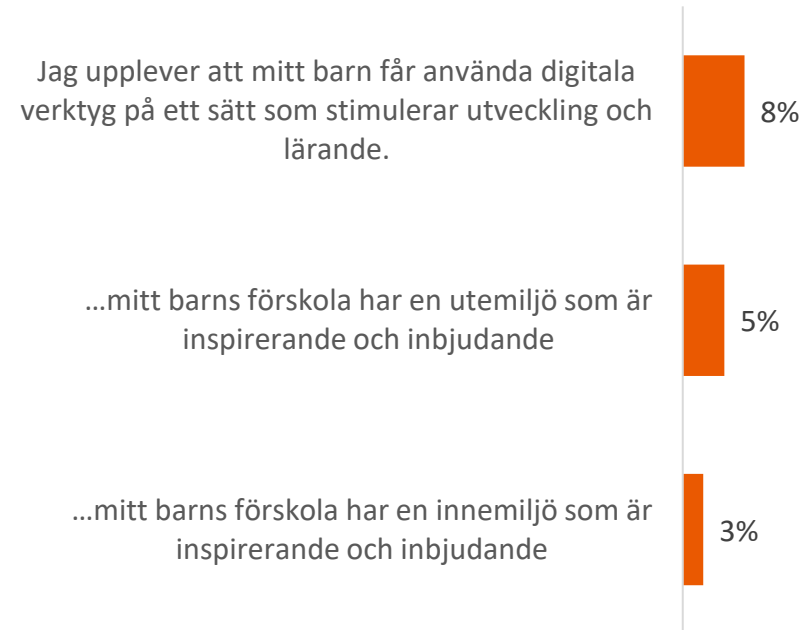 Jag upplever att mitt barn får använda digitala
verktyg på ett sätt som stimulerar utveckling och
lärande.
8%
…mitt barns förskola har en utemiljö som är
inspirerande och inbjudande
5%
…mitt barns förskola har en innemiljö som är
inspirerande och inbjudande
3%